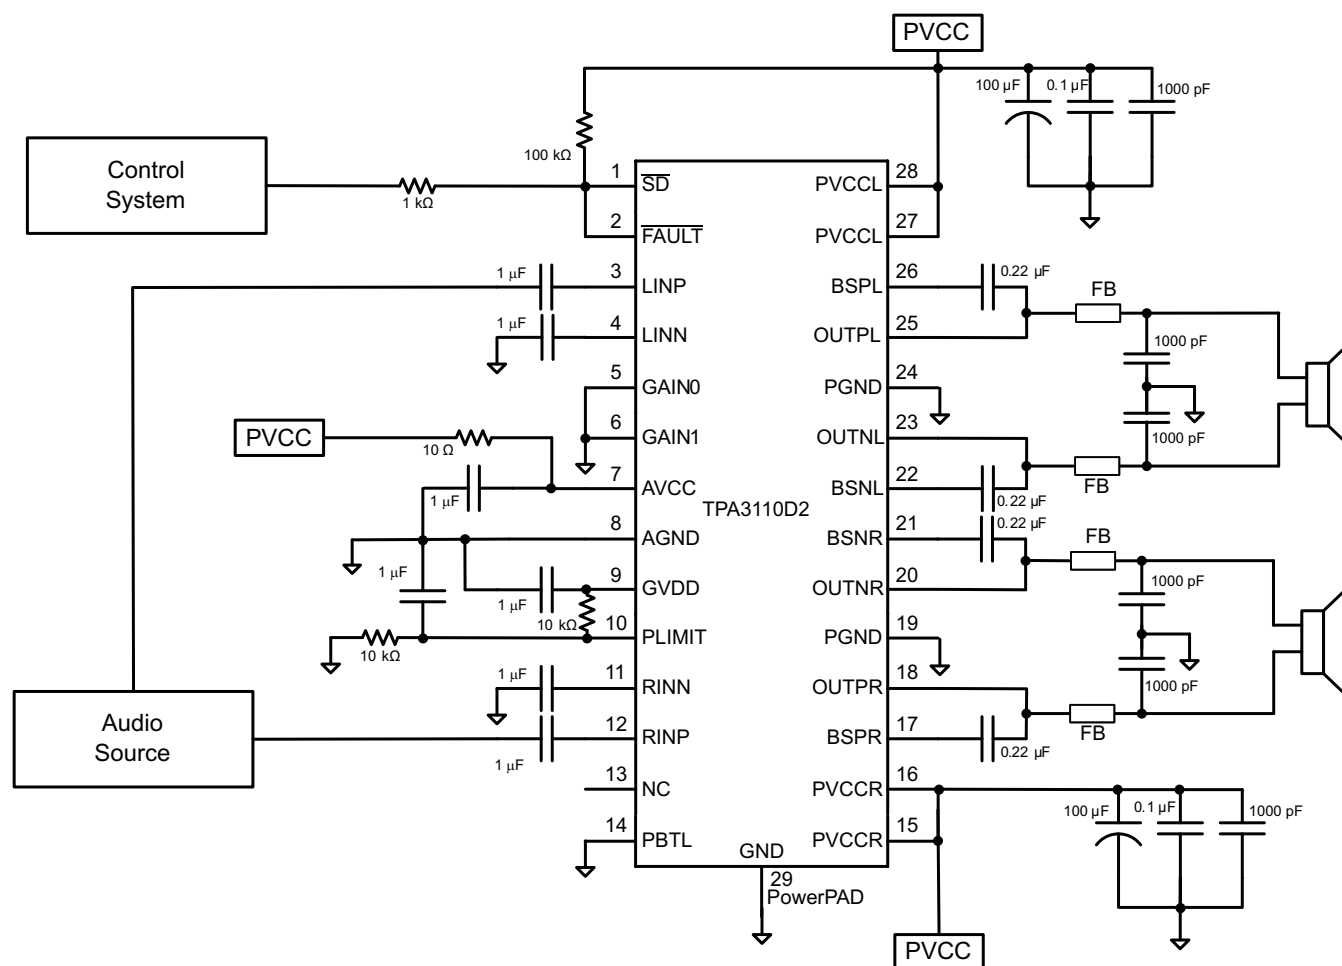 PVCC
100 µF
0.1 µF
1000 pF
Control
System
1 kΩ
100 kΩ
1
SD
28
PVCCL
2
FAULT
27
PVCCL
1 µF
3
LINP
26
BSPL
0.22 µF
FB
1 µF
4
LINN
25
OUTPL
1000 pF
5
GAIN0
24
PGND
PVCC
10 Ω
6
GAIN1
23
OUTNL
1000 pF
1 µF
7
AVCC
22
BSNL
0.22 µF
FB
TPA3110D2
8
AGND
21
BSNR
0.22 µF
FB
1 µF
1 µF
9
GVDD
20
OUTNR
1000 pF
10 kΩ
10 kΩ
10
PLIMIT
19
PGND
1 µF
11
RINN
18
OUTPR
1000 pF
Audio
Source
1 µF
12
RINP
17
BSPR
0.22 µF
FB
13
NC
16
PVCCR
100 µF
0.1 µF
1000 pF
14
PBTL
15
PVCCR
GND
29
PowerPAD
PVCC